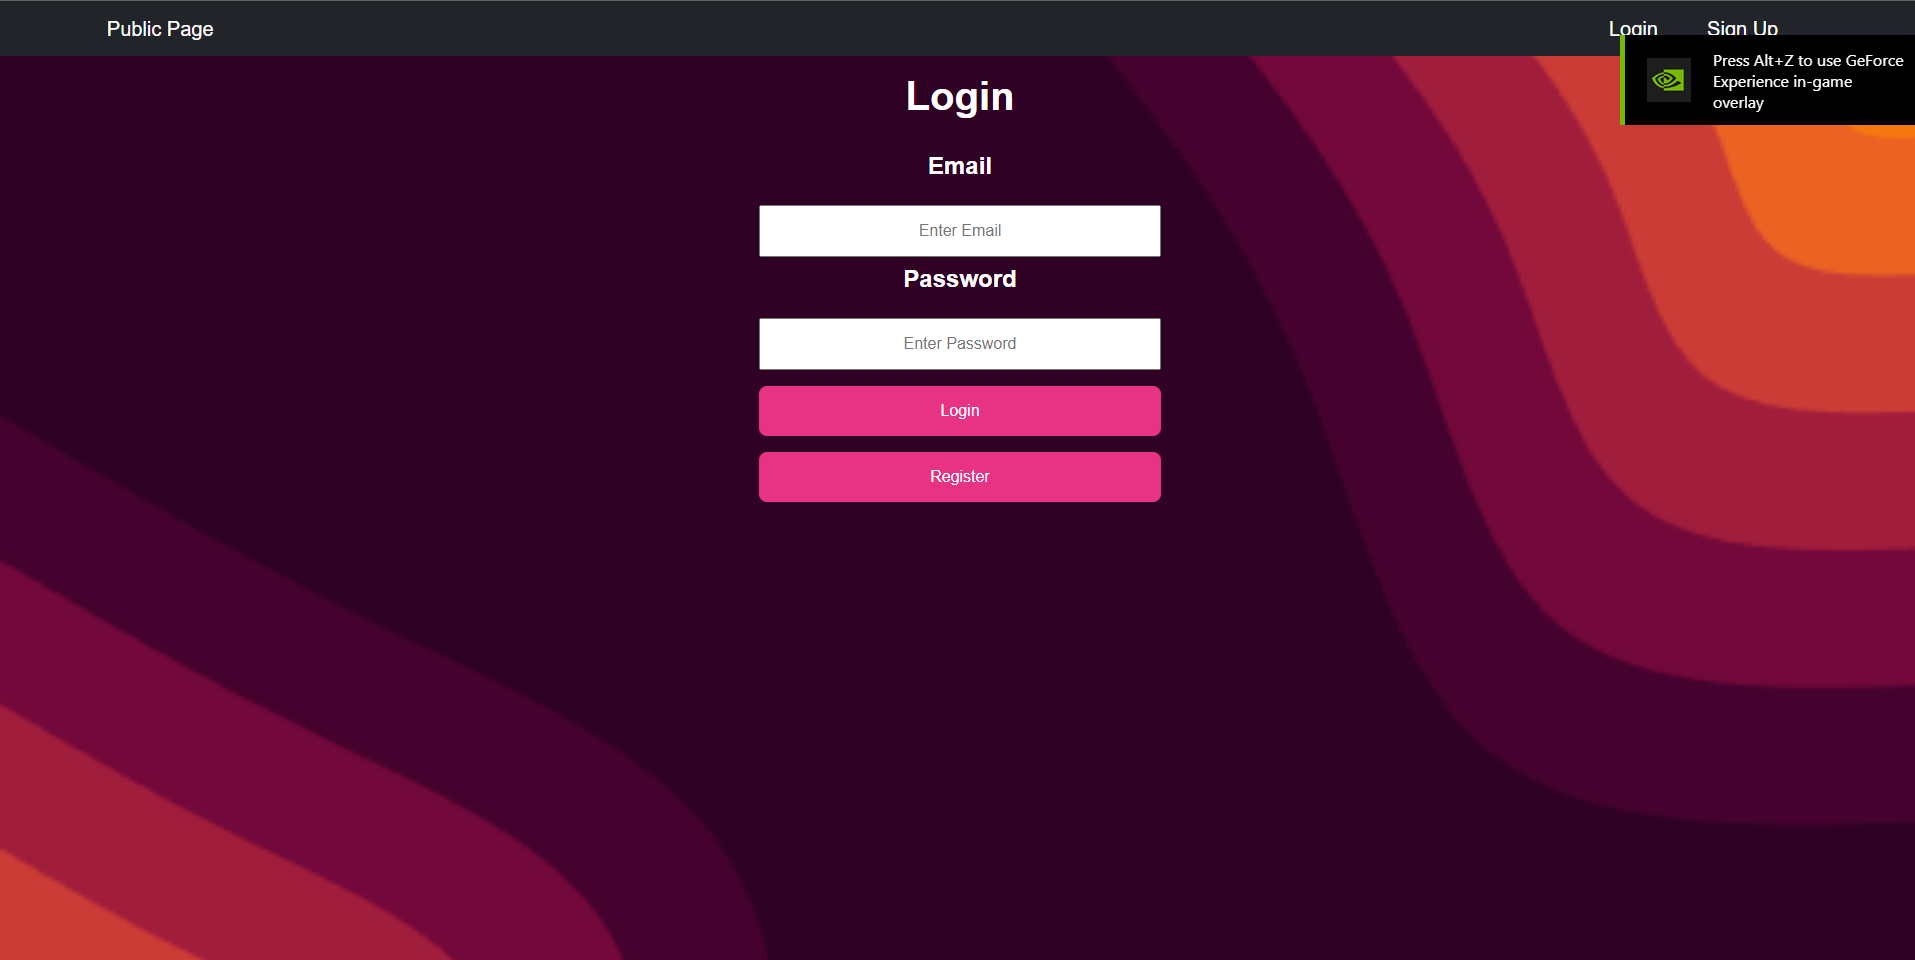 Public Page
Login
Sign Up
Press Alt+Z to use GeForce
Experience in-game
overlay
Login
Email
Enter Email
Password
Enter Password
Login
Register